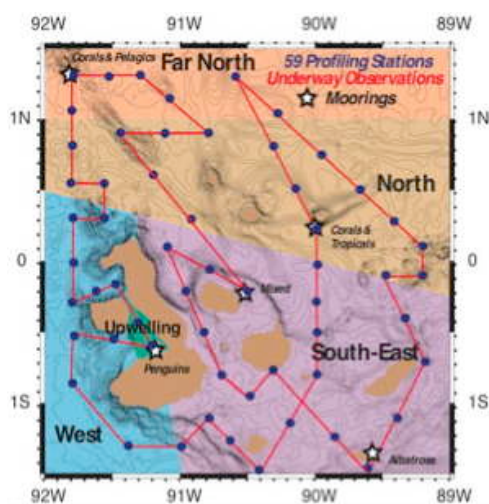 92W 91W 90W 89W
Corals & Pelagics
Far North
59 Profiling Stations
Underway Observations
Moorings
1N
1N
North
Corals &
Tropicals
0
0
Mixed
Upwelling
South-East
Penguins
1S
1S
West
Albatross
92W 91W 90W 89W